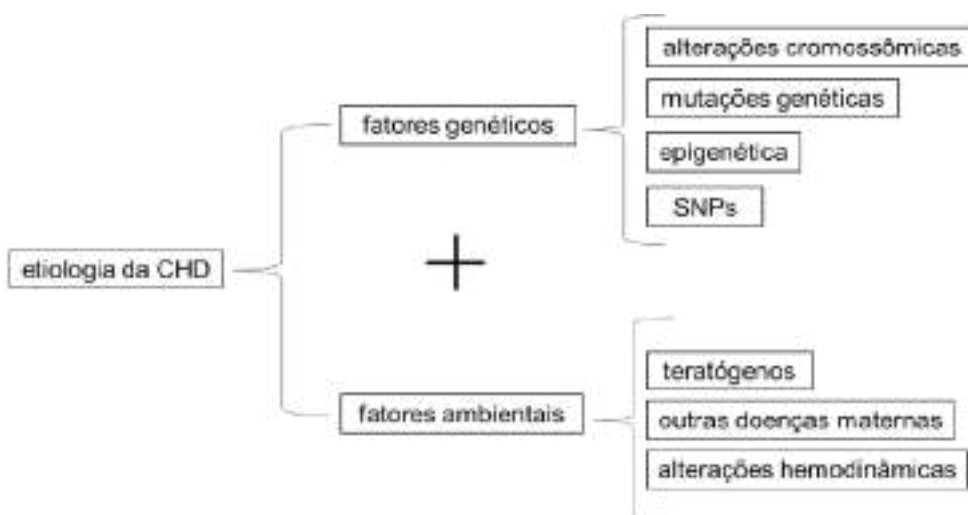 alterações cromossômicas
mutações genéticas
fatores genéticos
epigenética
SNPs
+
etiologia da CHD
teratógenos
fatores ambientais
outras doenças maternas
alterações hemodinâmicas